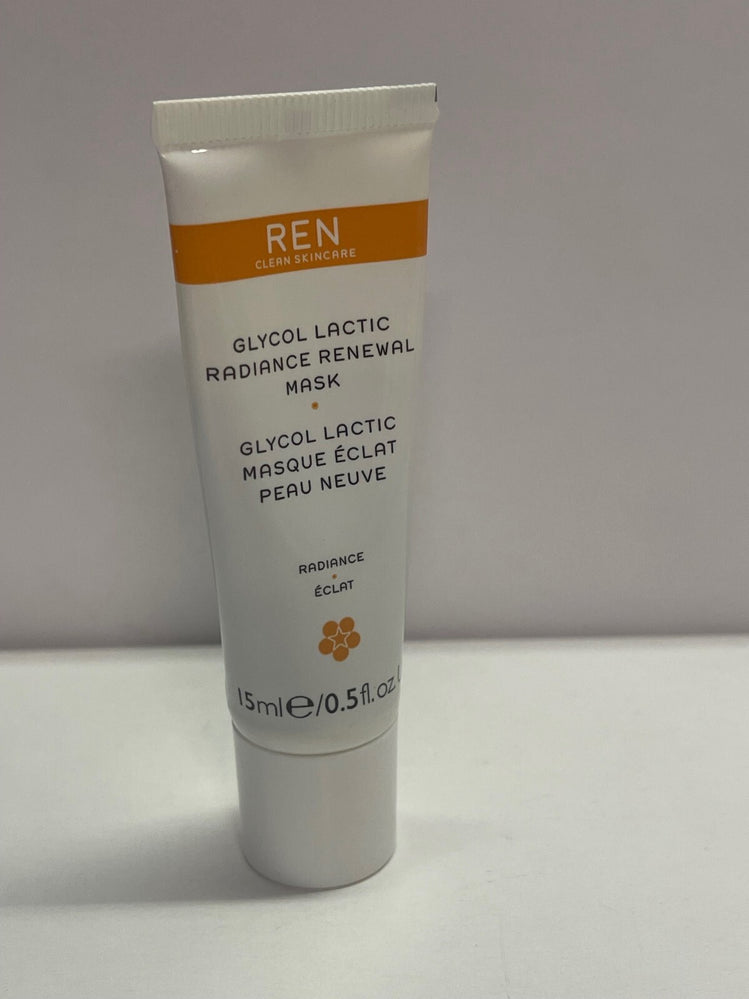 REN
CLEAN SKINCARE
GLYCOL LACTIC
RADIANCE RENEWAL
MASK
GLYCOL LACTIC
MASQUE ÉCLAT
PEAU NEUVE
RADIANCE
ÉCLAT
15ml℮/0.5fl.oz.